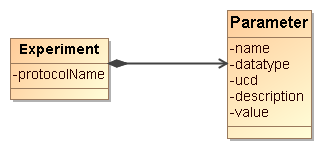 Experiment
-protocolName
Parameter
-name
-datatype
-ucd
-description
-value